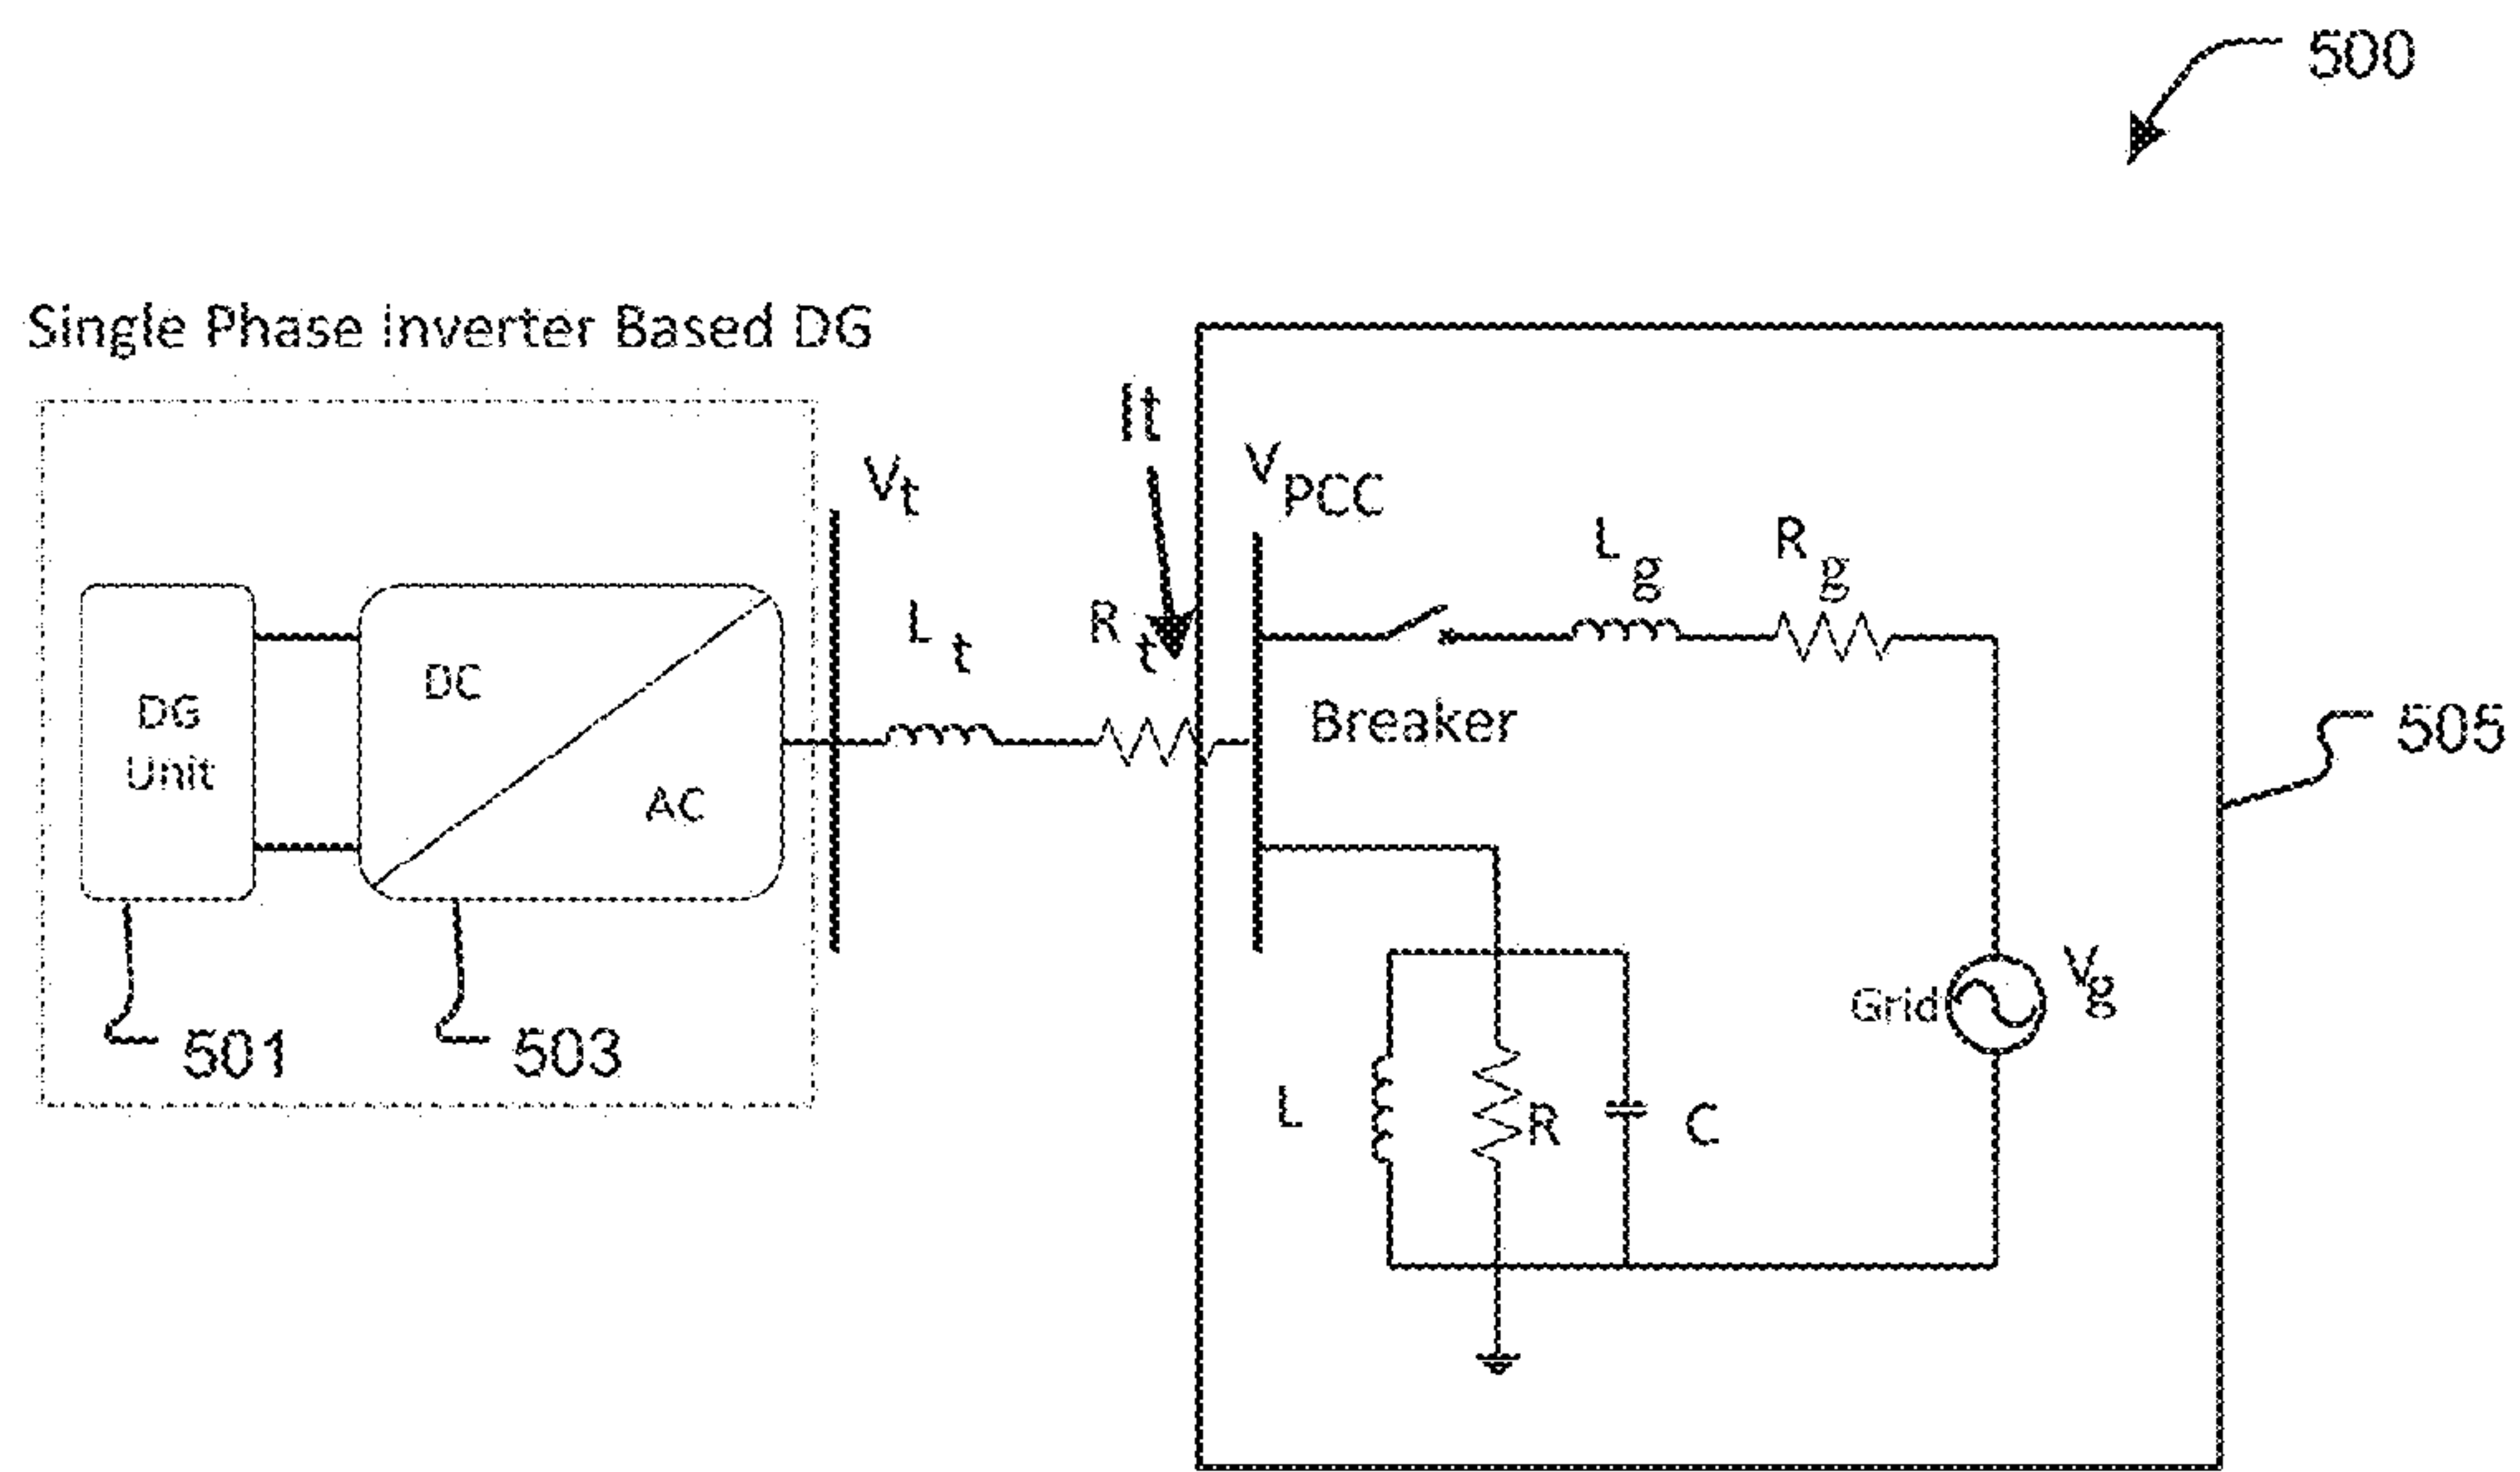 500
Single Phase Inverter Based DG
It
Vt
VPCC
Lg
Rg
Lt
Rt
DC
DG
Unit
Breaker
505
AC
Grid
Vg
501
503
L
R
C